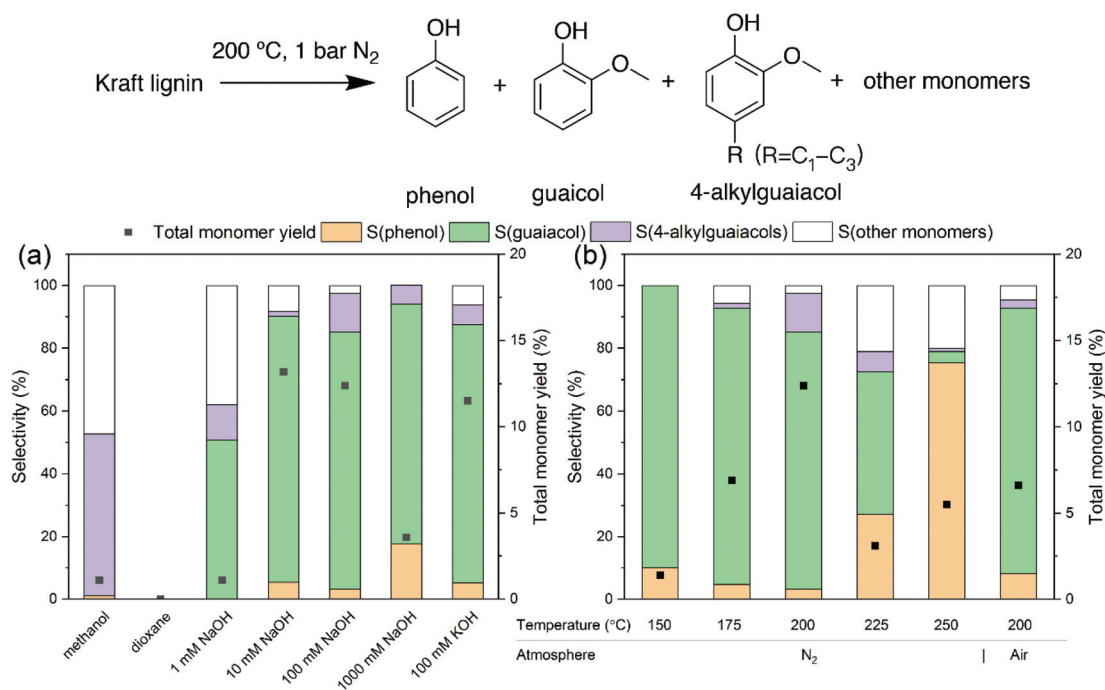 OH
OH
O
OH
O
200 ºC, 1 bar N2
Kraft lignin
+
+
+
other monomers
R (R=C1–C3)
phenol
guaicol
4-alkylguaiacol
Total monomer yield S(phenol) S(guaiacol) S(4-alkylguaiacols) S(other monomers)
(a)
Selectivity (%)
100
80
60
40
20
0
20
15
10
5
0
Total monomer yield (%)
methanol
dioxane
1 mM NaOH
10 mM NaOH
100 mM NaOH
1000 mM NaOH
100 mM KOH
(b)
Selectivity (%)
100
80
60
40
20
0
20
15
10
5
0
Total monomer yield (%)
Temperature (°C) 150 175 200 225 250 200
Atmosphere N2 | Air